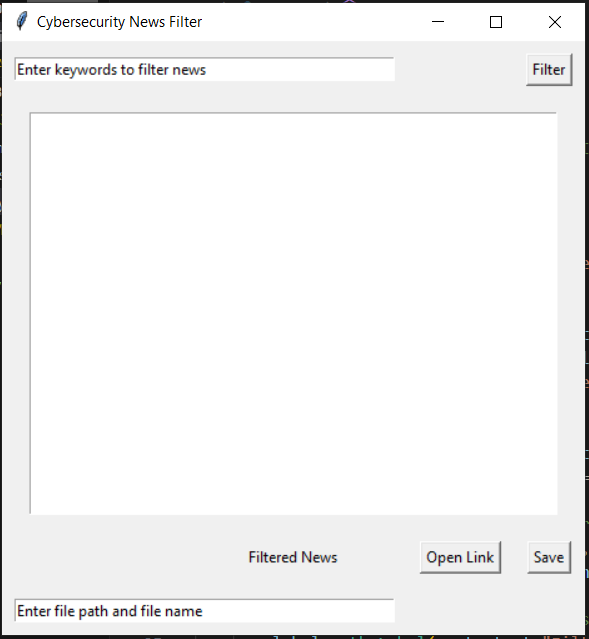 Cybersecurity News Filter
Enter keywords to filter news
Filter
Filtered News
Open Link
Save
Enter file path and file name